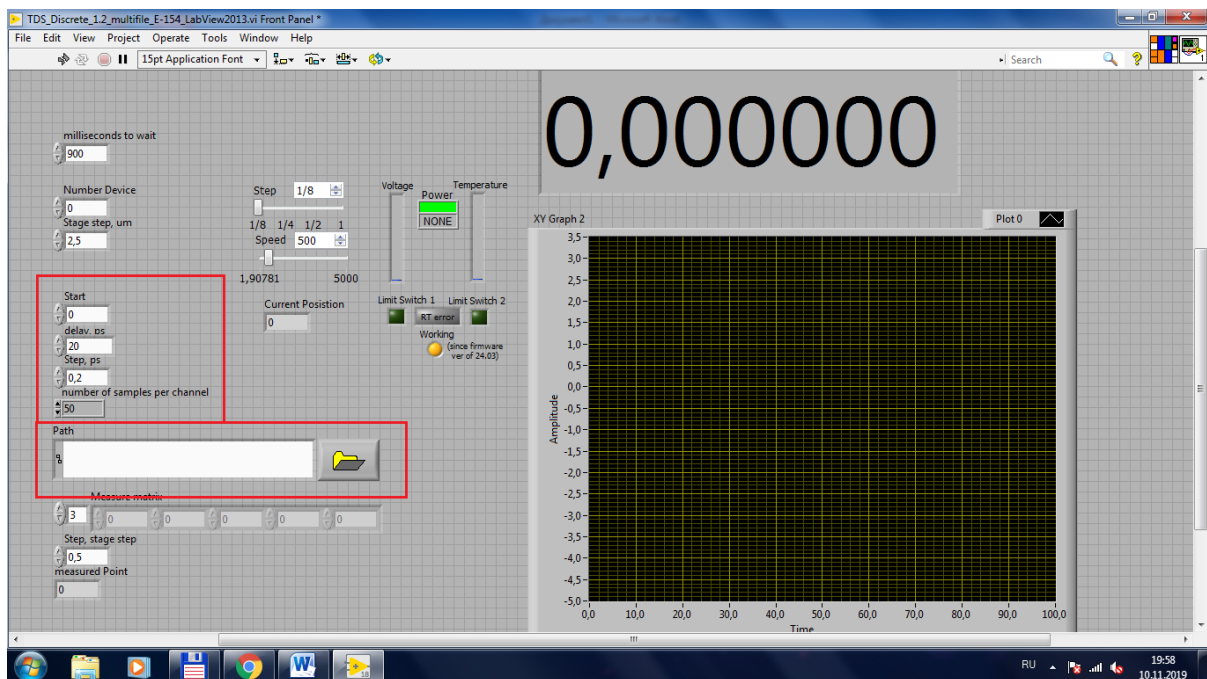 TDS_Discrete_1.2_multifile_E-154_LabView2013.vi Front Panel *
File Edit View Project Operate Tools Window Help
15pt Application Font
Search
1
0,000000
milliseconds to wait
900
Number Device
0
Stage step, um
2,5
Step 1/8
1/8 1/4 1/2 1
Speed 500
1,90781 5000
Voltage
Power
NONE
Temperature
Current Posistion
0
Limit Switch 1 Limit Switch 2
RT error
Working
(since firmware
ver of 24.03)
Start
0
delay, ps
20
Step, ps
0,2
number of samples per channel
50
Path
Measure matrix
3 0 0 0 0 0
Step, stage step
0,5
measured Point
0
XY Graph 2
Plot 0
3,5
3,0
2,5
2,0
1,5
1,0
0,5
0,0
-0,5
-1,0
-1,5
-2,0
-2,5
-3,0
-3,5
-4,0
-4,5
-5,0
Amplitude
0,0 10,0 20,0 30,0 40,0 50,0 60,0 70,0 80,0 90,0 100,0
Time
18
RU
19:58
10.11.2019